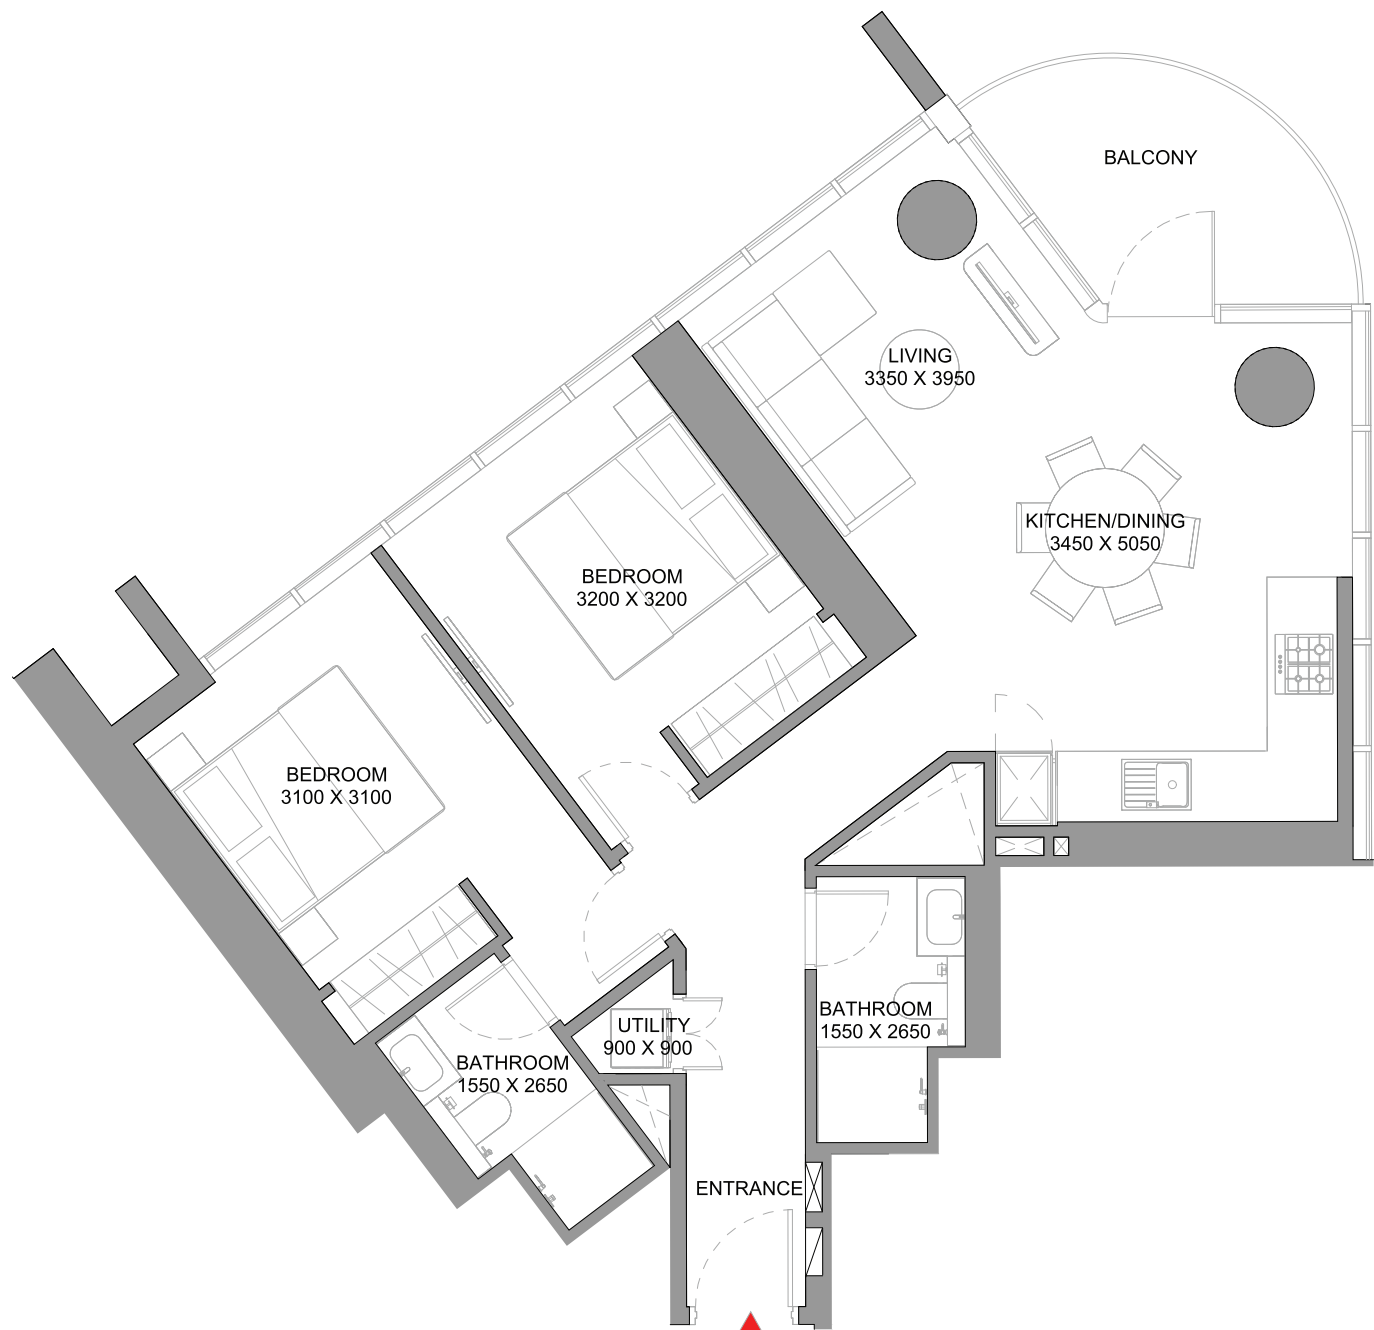 BALCONY
LIVING
3350 X 3950
KITCHEN/DINING
3450 X 5050
BEDROOM
3200 X 3200
BEDROOM
3100 X 3100
BATHROOM
1550 X 2650
UTILITY
900 X 900
BATHROOM
1550 X 2650
ENTRANCE